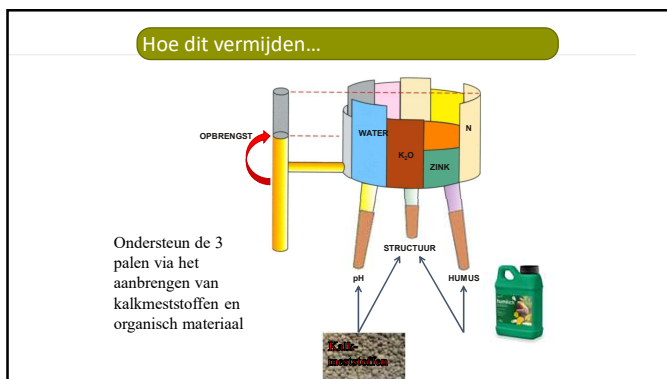 Hoe dit vermijden...
OPBRENGST
WATER
K₂O
N
ZINK
Ondersteun de 3
palen via het
aanbrengen van
kalkmeststoffen en
organisch materiaal
STRUCTUUR
pH
HUMUS
Kalk-
meststoffen